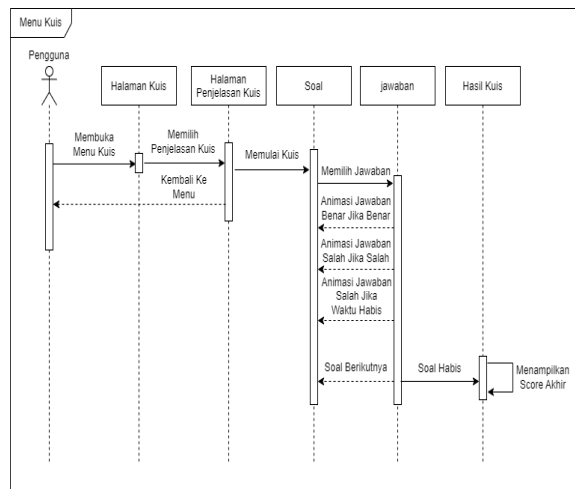 Menu Kuis
Pengguna
Halaman Kuis
Halaman
Penjelasan Kuis
Soal
jawaban
Hasil Kuis
Membuka
Menu Kuis
Memilih
Penjelasan Kuis
Memulai Kuis
Memilih Jawaban
Kembali Ke
Menu
Animasi Jawaban
Benar Jika Benar
Animasi Jawaban
Salah Jika Salah
Animasi Jawaban
Salah Jika
Waktu Habis
Soal Berikutnya
Soal Habis
Menampilkan
Score Akhir